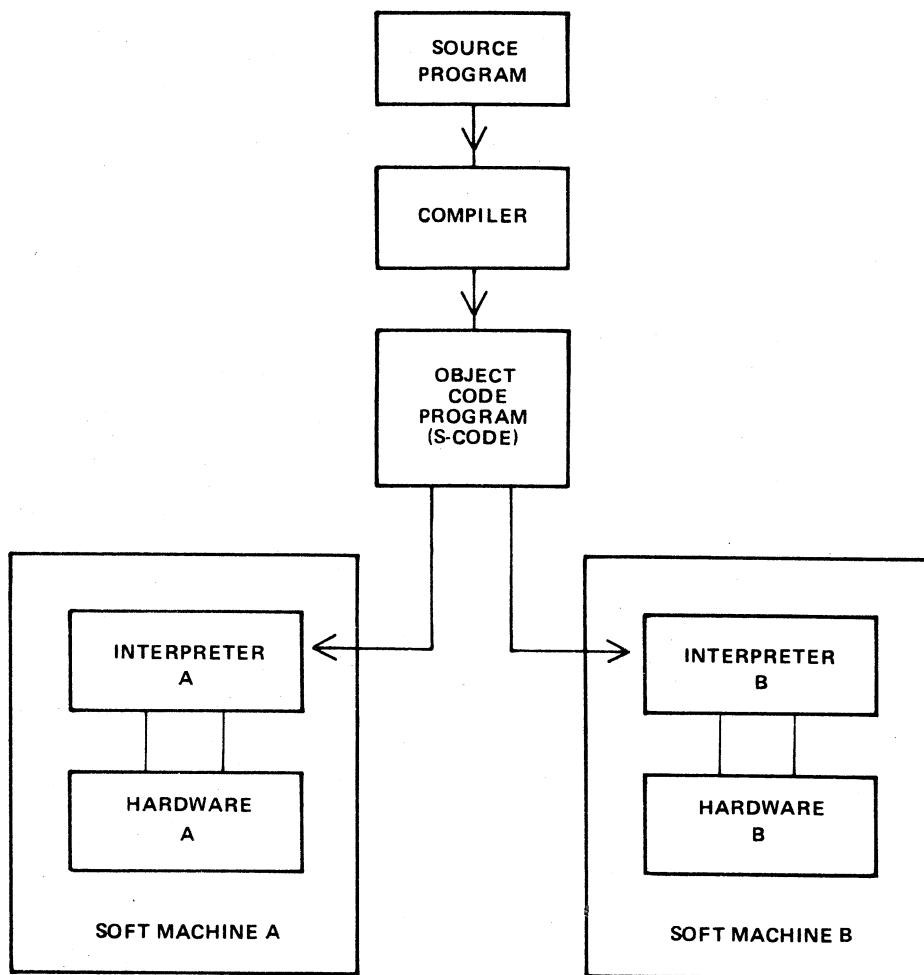 SOURCE
PROGRAM
COMPILER
OBJECT
CODE
PROGRAM
(S-CODE)
INTERPRETER
A
HARDWARE
A
SOFT MACHINE A
INTERPRETER
B
HARDWARE
B
SOFT MACHINE B